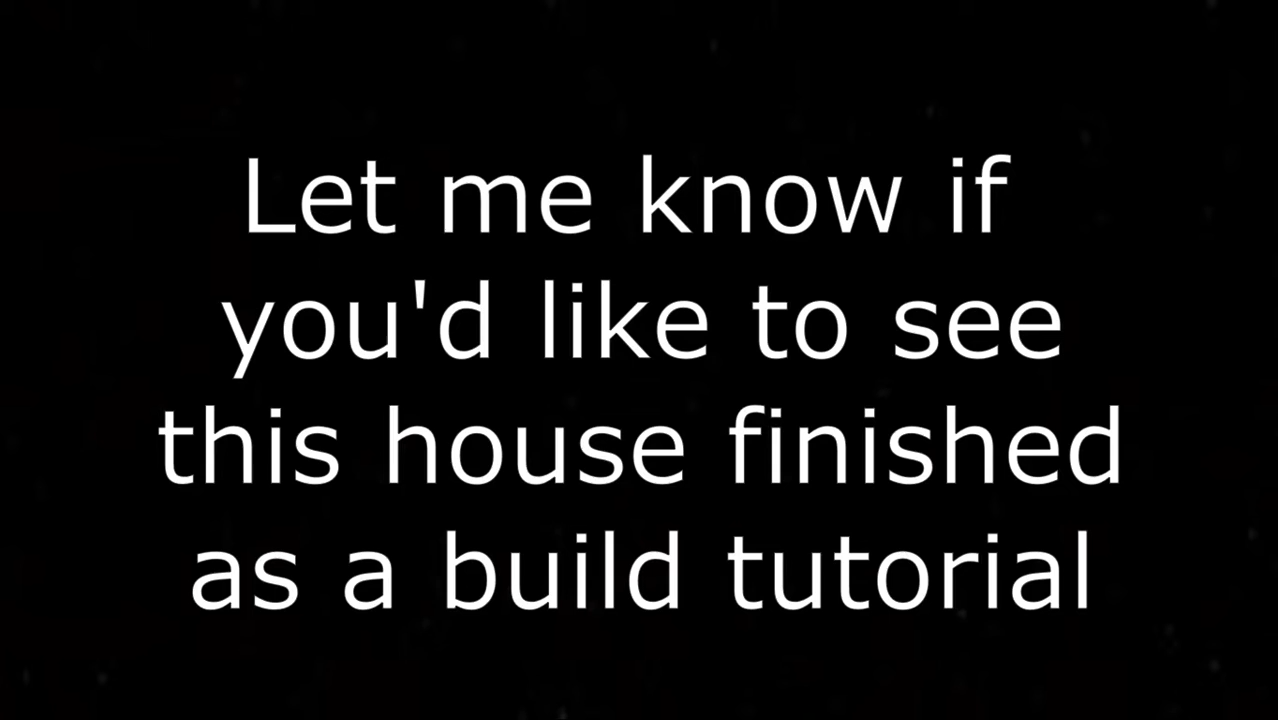 Let me know if
you'd like to see
this house finished
as a build tutorial